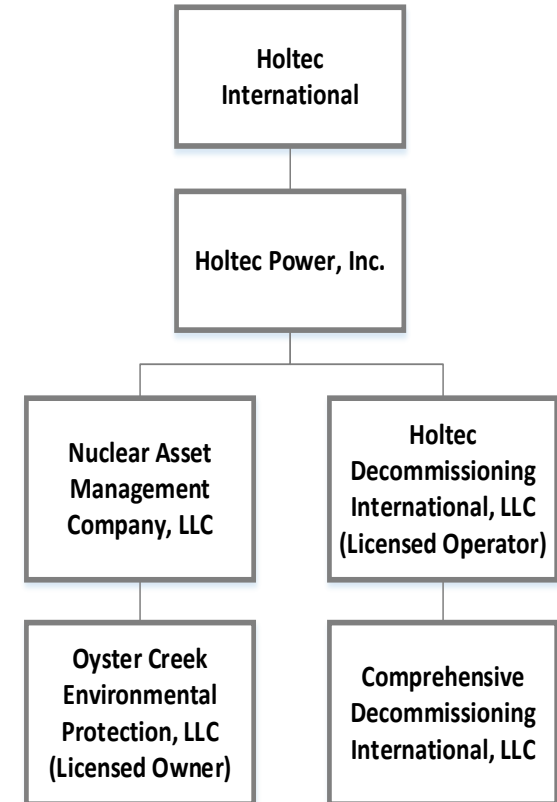 Holtec
International
Holtec Power, Inc.
Nuclear Asset
Management
Company, LLC
Holtec
Decommissioning
International, LLC
(Licensed Operator)
Oyster Creek
Environmental
Protection, LLC
(Licensed Owner)
Comprehensive
Decommissioning
International, LLC